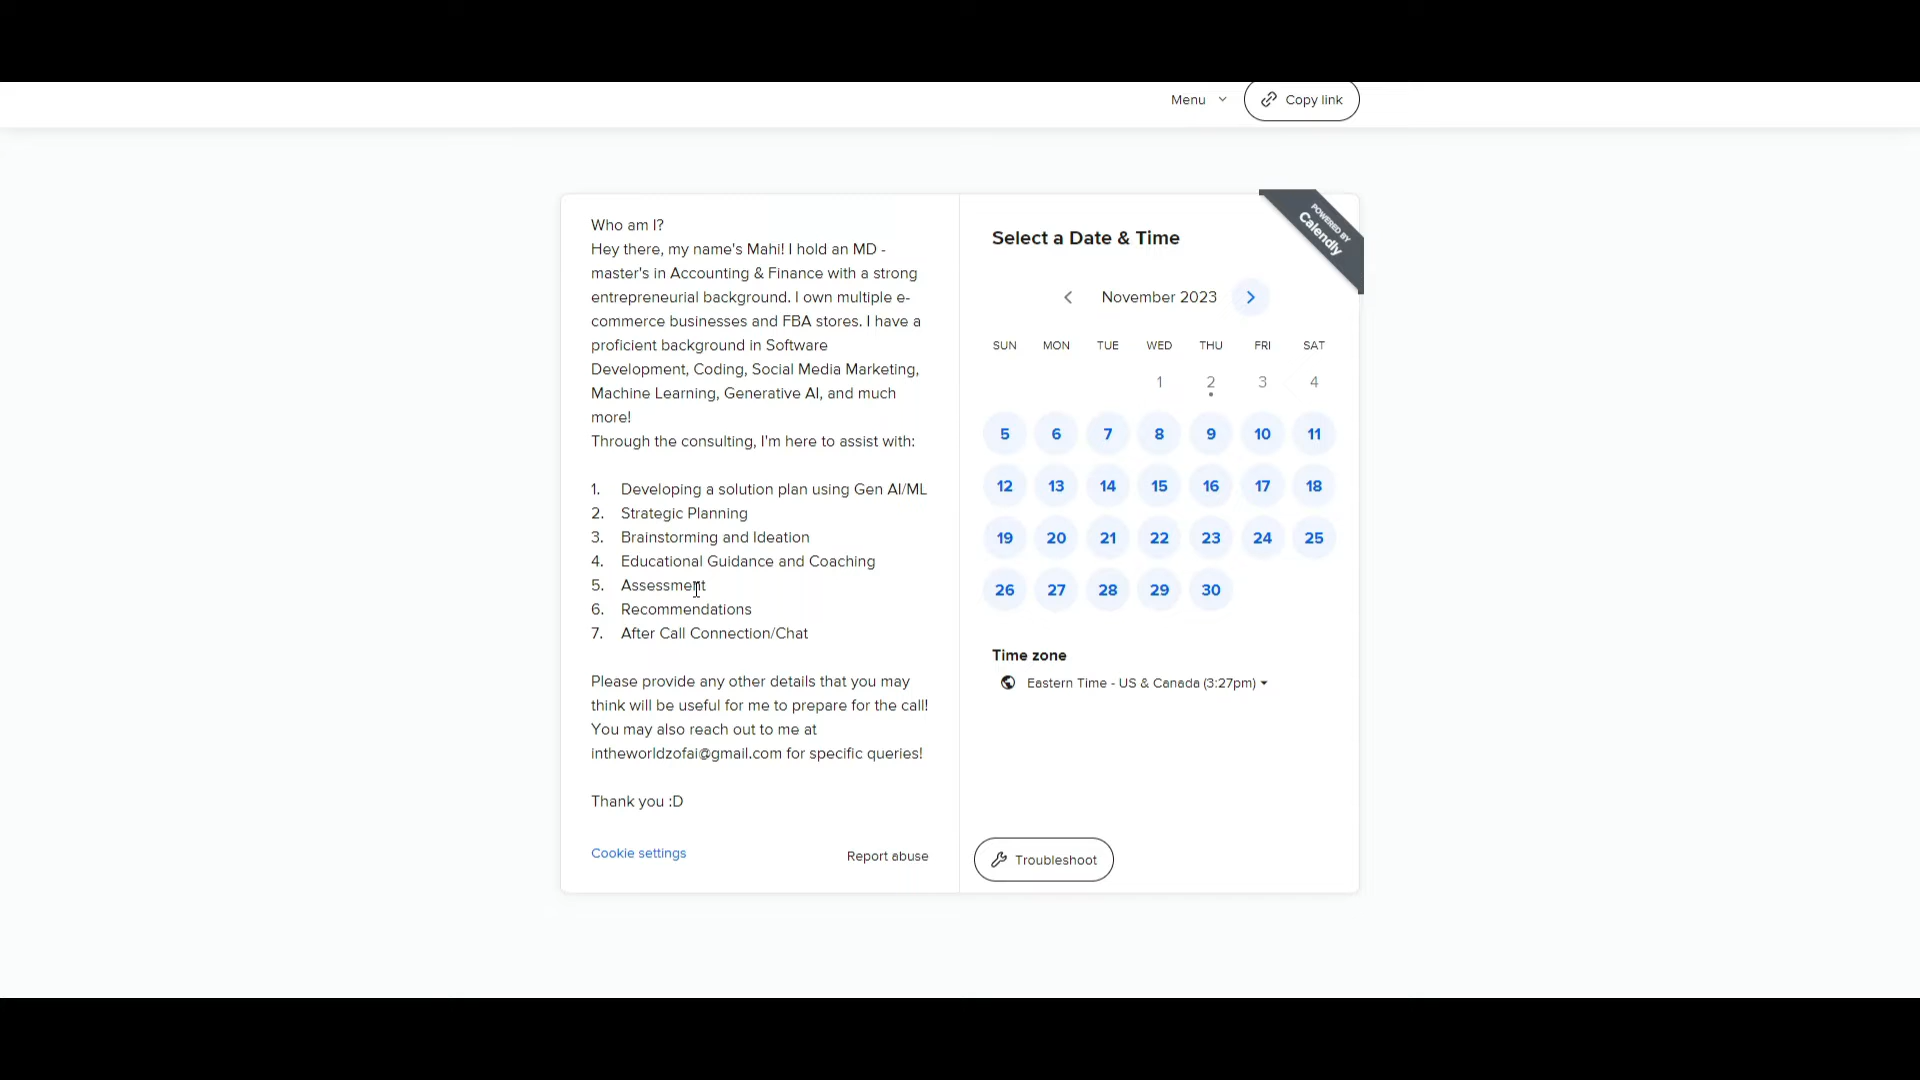 Menu
Copy link
Who am I?
Hey there, my name's Mahi! I hold an MD -
master's in Accounting & Finance with a strong
entrepreneurial background. I own multiple e-
commerce businesses and FBA stores. I have a
proficient background in Software
Development, Coding, Social Media Marketing,
Machine Learning, Generative AI, and much
more!
Through the consulting, I'm here to assist with:
1. Developing a solution plan using Gen AI/ML
2. Strategic Planning
3. Brainstorming and Ideation
4. Educational Guidance and Coaching
5. Assessment
6. Recommendations
7. After Call Connection/Chat
Please provide any other details that you may
think will be useful for me to prepare for the call!
You may also reach out to me at
intheworldzofai@gmail.com for specific queries!
Thank you :D
Cookie settings
Report abuse
POWERED BY
Calendly
Select a Date & Time
November 2023
SUN MON TUE WED THU FRI SAT
1 2 3 4
5 6 7 8 9 10 11
12 13 14 15 16 17 18
19 20 21 22 23 24 25
26 27 28 29 30
Time zone
Eastern Time - US & Canada (3:27pm)
Troubleshoot